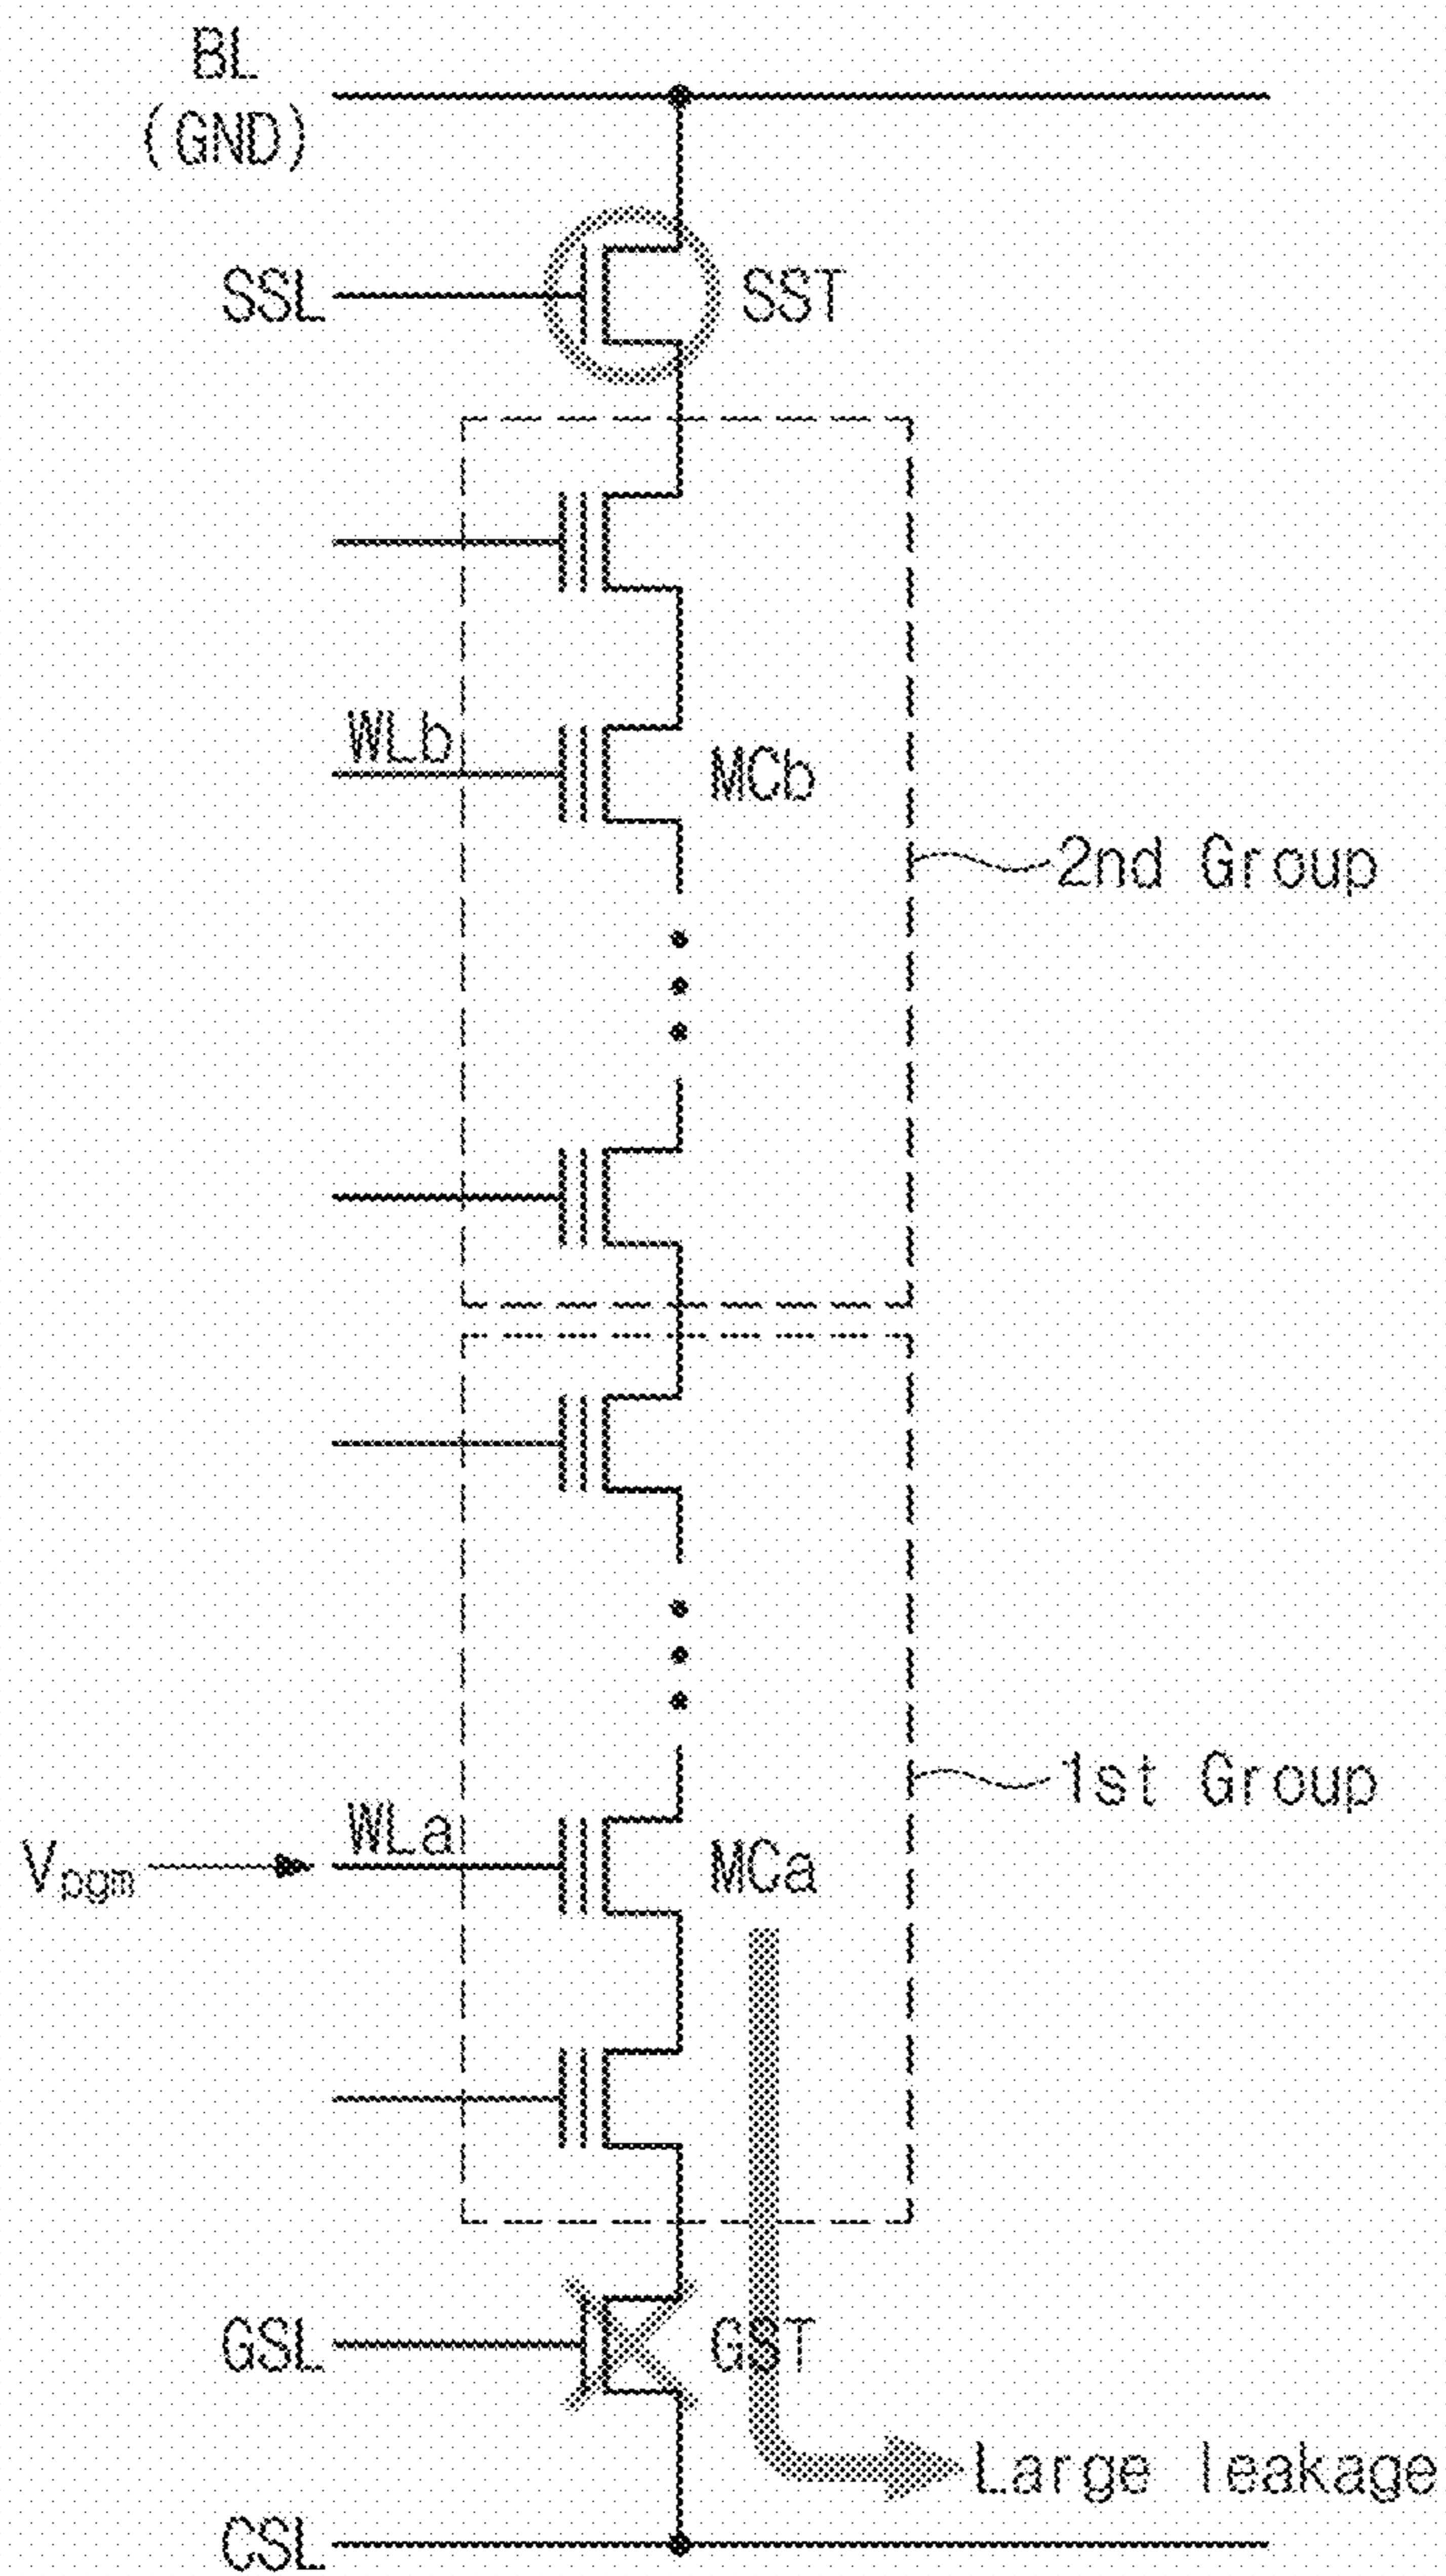 BL
(GND)
SSL
SST
WLb
MCb
2nd Group
1st Group
WLa
Vpgm
MCa
GSL
GST
Large leakage
CSL